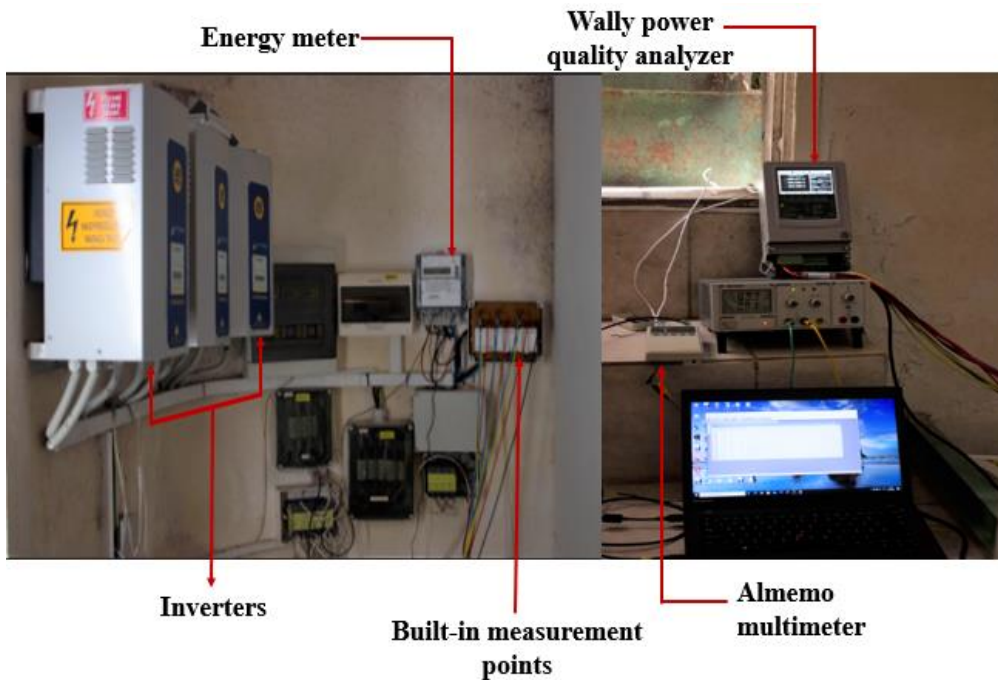 Energy meter
Wally power
quality analyzer
Inverters
Built-in measurement
points
Almemo
multimeter